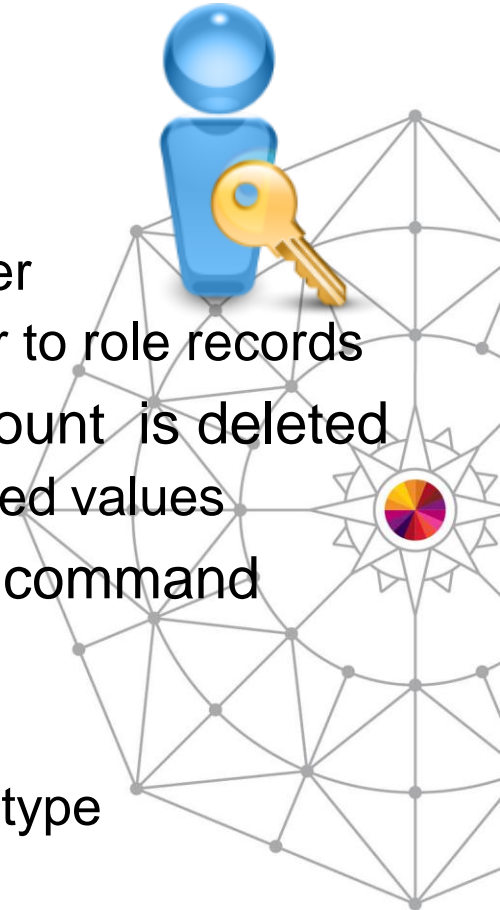 er
r to role records
ount is deleted
ed values
command
type